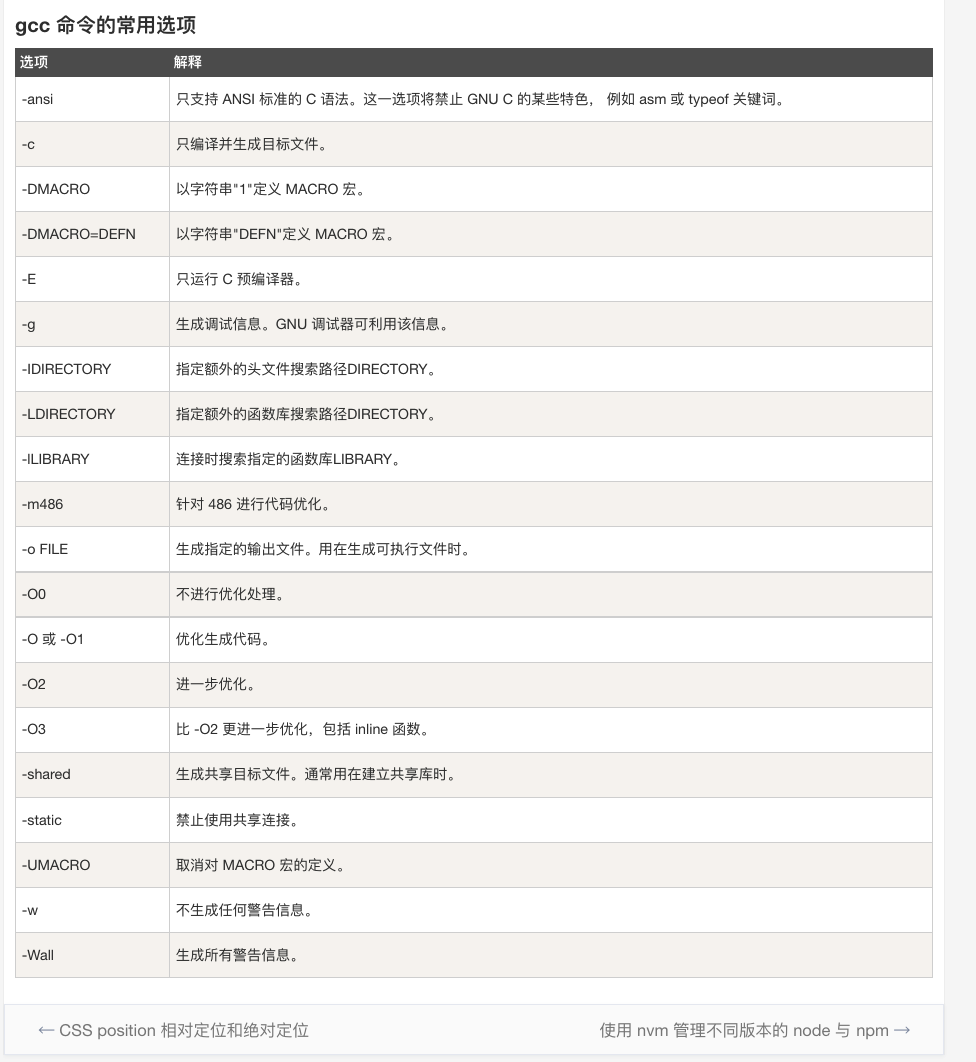 gcc 命令的常用选项
选项 解释
-ansi 只支持 ANSI 标准的 C 语法。这一选项将禁止 GNU C 的某些特色， 例如 asm 或 typeof 关键词。
-c 只编译并生成目标文件。
-DMACRO 以字符串"1"定义 MACRO 宏。
-DMACRO=DEFN 以字符串"DEFN"定义 MACRO 宏。
-E 只运行 C 预编译器。
-g 生成调试信息。GNU 调试器可利用该信息。
-IDIRECTORY 指定额外的头文件搜索路径DIRECTORY。
-LDIRECTORY 指定额外的函数库搜索路径DIRECTORY。
-lLIBRARY 连接时搜索指定的函数库LIBRARY。
-m486 针对 486 进行代码优化。
-o FILE 生成指定的输出文件。用在生成可执行文件时。
-O0 不进行优化处理。
-O 或 -O1 优化生成代码。
-O2 进一步优化。
-O3 比 -O2 更进一步优化，包括 inline 函数。
-shared 生成共享目标文件。通常用在建立共享库时。
-static 禁止使用共享连接。
-UMACRO 取消对 MACRO 宏的定义。
-w 不生成任何警告信息。
-Wall 生成所有警告信息。
← CSS position 相对定位和绝对定位 使用 nvm 管理不同版本的 node 与 npm →